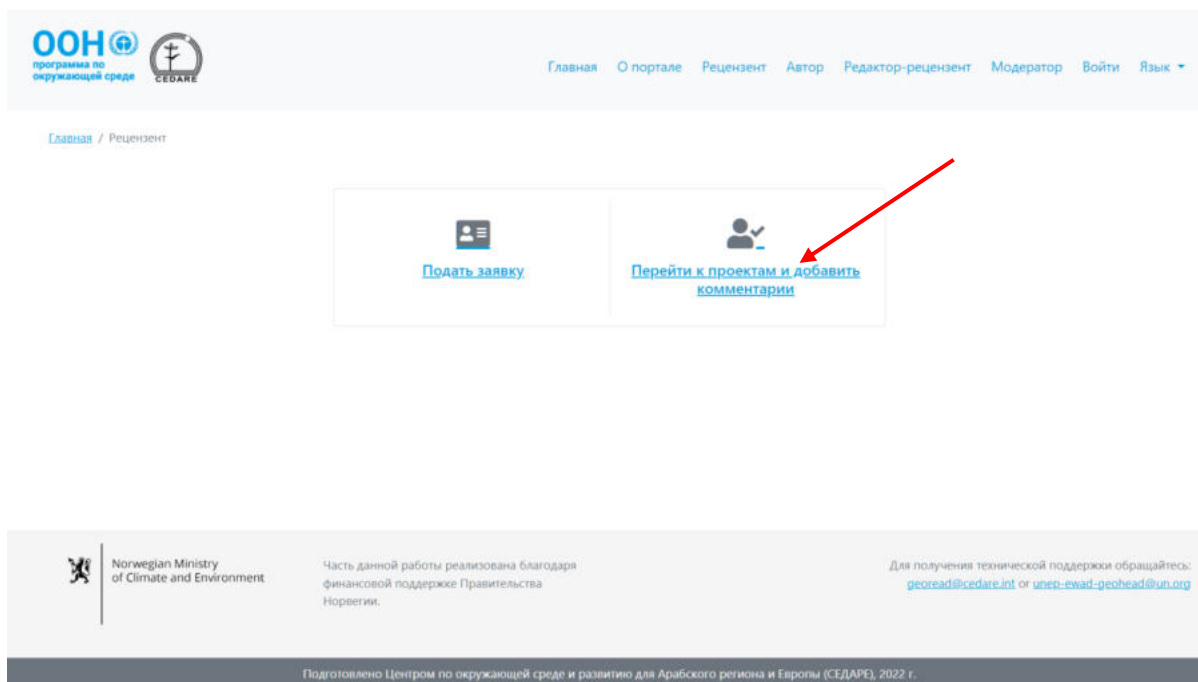 ООН
программа по
окружающей среде
CEDARE
Главная О портале Рецензент Автор Редактор-рецензент Модератор Войти Язык
Главная / Рецензент
Подать заявку
Перейти к проектам и добавить
комментарии
Norwegian Ministry
of Climate and Environment
Часть данной работы реализована благодаря
финансовой поддержке Правительства
Норвегии.
Для получения технической поддержки обращайтесь:
georead@cedare.int or unep-ewad-geohead@un.org
Подготовлено Центром по окружающей среде и развитию для Арабского региона и Европы (СЕДАРЕ), 2022 г.